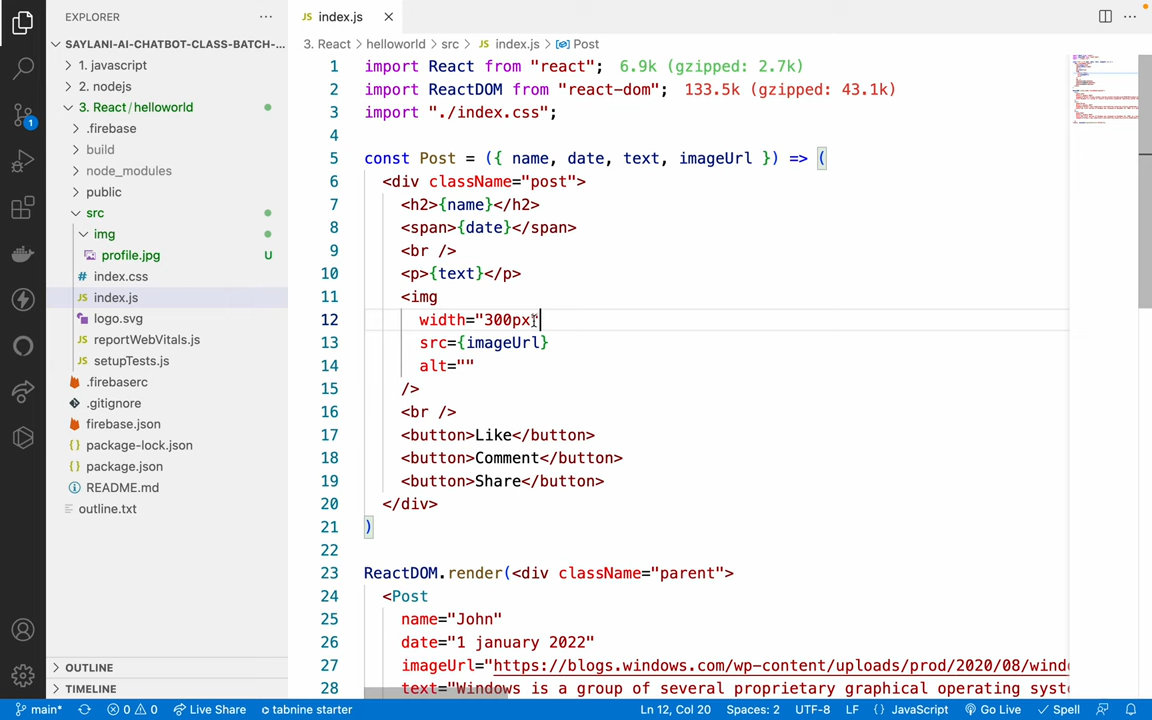 EXPLORER
SAYLANI-AI-CHATBOT-CLASS-BATCH-...
1. javascript
2. nodejs
3. React/helloworld
.firebase
build
node_modules
public
src
img
profile.jpg U
# index.css
JS index.js
logo.svg
JS reportWebVitals.js
JS setupTests.js
.firebaserc
.gitignore
firebase.json
{} package-lock.json
{} package.json
README.md
outline.txt
OUTLINE
TIMELINE
1
JS index.js
3. React > helloworld > src > JS index.js > Post
1 import React from "react"; 6.9k (gzipped: 2.7k)
2 import ReactDOM from "react-dom"; 133.5k (gzipped: 43.1k)
3 import "./index.css";
4
5 const Post = ({ name, date, text, imageUrl }) => (
6 <div className="post">
7 <h2>{name}</h2>
8 <span>{date}</span>
9 <br />
10 <p>{text}</p>
11 <img
12 width="300px"
13 src={imageUrl}
14 alt=""
15 />
16 <br />
17 <button>Like</button>
18 <button>Comment</button>
19 <button>Share</button>
20 </div>
21 )
22
23 ReactDOM.render(<div className="parent">
24 <Post
25 name="John"
26 date="1 january 2022"
27 imageUrl="https://blogs.windows.com/wp-content/uploads/prod/2020/08/windo
28 text="Windows is a group of several proprietary graphical operating syste
main* 0 0 Live Share tabnine starter Ln 12, Col 20 Spaces: 2 UTF-8 LF {} JavaScript Go Live Spell